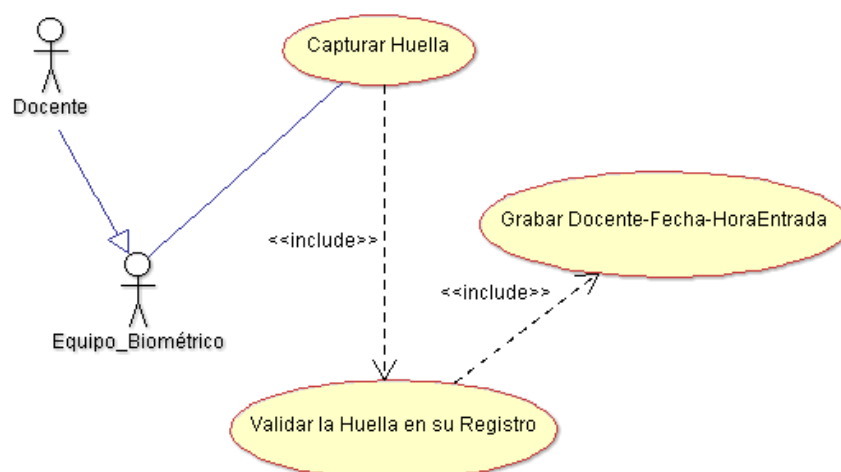 Capturar Huella
Docente
Grabar Docente-Fecha-HoraEntrada
<<include>>
<<include>>
Equipo_Biométrico
Validar la Huella en su Registro